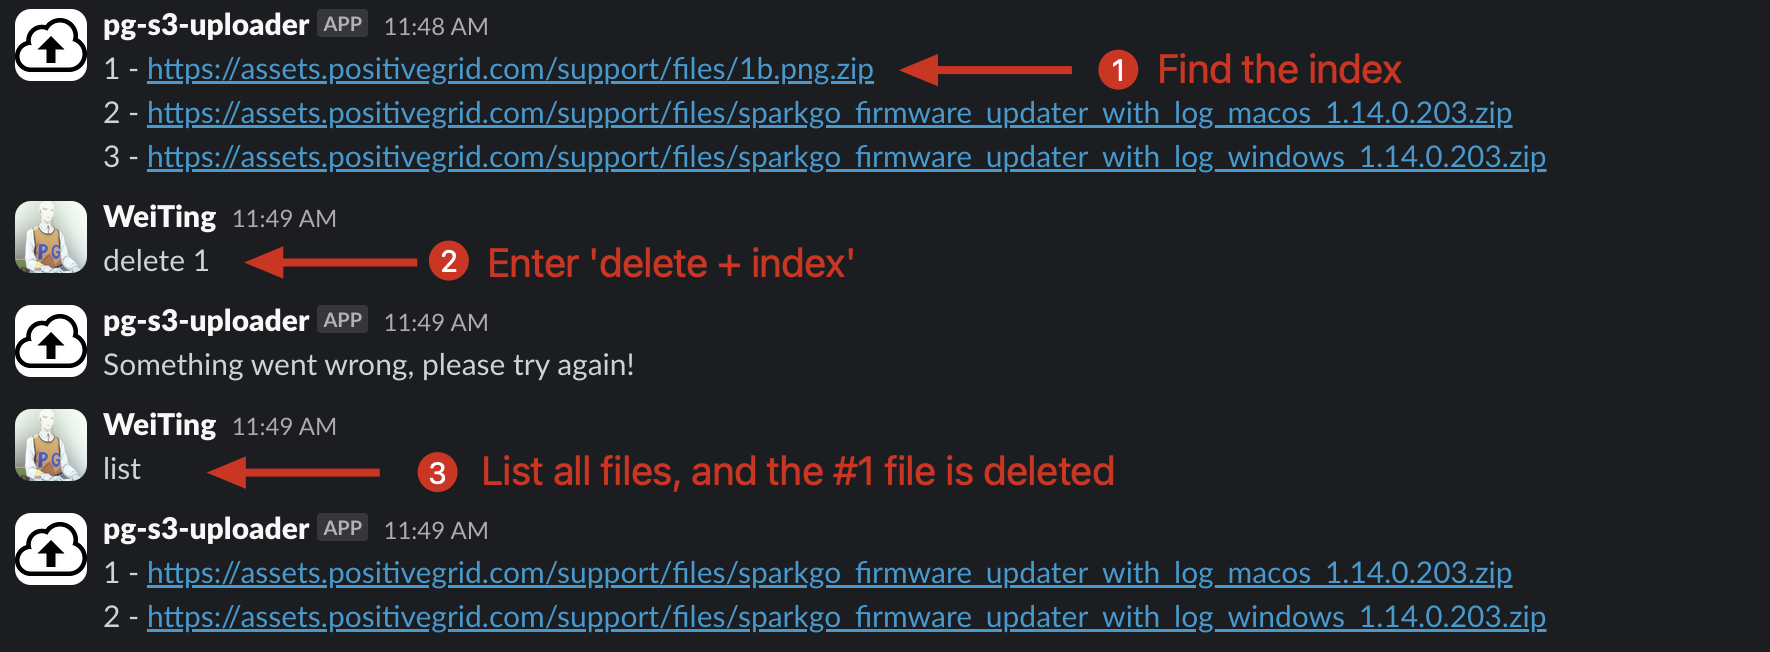 pg-s3-uploader APP 11:48 AM
1 - https://assets.positivegrid.com/support/files/1b.png.zip 1 Find the index
2 - https://assets.positivegrid.com/support/files/sparkgo_firmware_updater_with_log_macos_1.14.0.203.zip
3 - https://assets.positivegrid.com/support/files/sparkgo_firmware_updater_with_log_windows_1.14.0.203.zip
WeiTing 11:49 AM
PG
delete 1 2 Enter 'delete + index'
pg-s3-uploader APP 11:49 AM
Something went wrong, please try again!
WeiTing 11:49 AM
PG
list 3 List all files, and the #1 file is deleted
pg-s3-uploader APP 11:49 AM
1 - https://assets.positivegrid.com/support/files/sparkgo_firmware_updater_with_log_macos_1.14.0.203.zip
2 - https://assets.positivegrid.com/support/files/sparkgo_firmware_updater_with_log_windows_1.14.0.203.zip